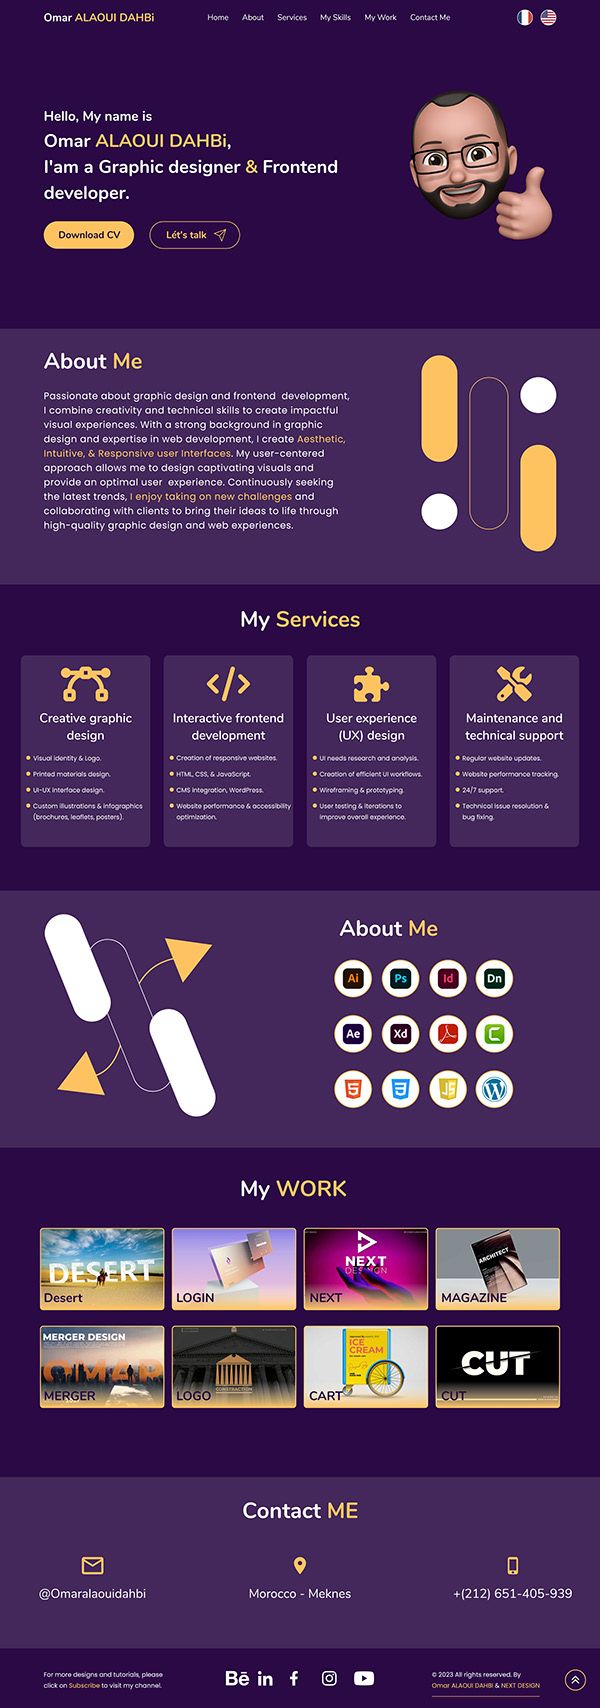 Omar ALAOUI DAHBi
Home About Services My Skills My Work Contact Me
Hello, My name is
Omar ALAOUI DAHBi,
I'am a Graphic designer & Frontend
developer.
Download CV
Lét's talk
About Me
Passionate about graphic design and frontend development,
I combine creativity and technical skills to create impactful
visual experiences. With a strong background in graphic
design and expertise in web development, I create Aesthetic,
Intuitive, & Responsive user Interfaces. My user-centered
approach allows me to design captivating visuals and
provide an optimal user experience. Continuously seeking
the latest trends, I enjoy taking on new challenges and
collaborating with clients to bring their ideas to life through
high-quality graphic design and web experiences.
My Services
Creative graphic
design
Visual identity & Logo.
Printed materials design.
UI-UX interface design.
Custom illustrations & infographics
(brochures, leaflets, posters).
Interactive frontend
development
Creation of responsive websites.
HTML, CSS, & JavaScript.
CMS integration, WordPress.
Website performance & accessibility
optimization.
User experience
(UX) design
UI needs research and analysis.
Creation of efficient UI workflows.
Wireframing & prototyping.
User testing & iterations to
improve overall experience.
Maintenance and
technical support
Regular website updates.
Website performance tracking.
24/7 support.
Technical issue resolution &
bug fixing.
About Me
Ai Ps Id Dn
Ae Xd
5 3 JS
My WORK
DESERT
Desert
LOGIN
NEXT
DESIGN
NEXT
ARCHITECT
MAGAZINE
MERGER DESIGN
OMAR
MERGER
CONSTRACTION
LOGO
ICE
CREAM
CART
CUT
CUT
Contact ME
@Omaralaouidahbi
Morocco - Meknes
+(212) 651-405-939
For more designs and tutorials, please
click on Subscribe to visit my channel.
Bē in f
© 2023 All rights reserved. By
Omar ALAOUI DAHBI & NEXT DESIGN